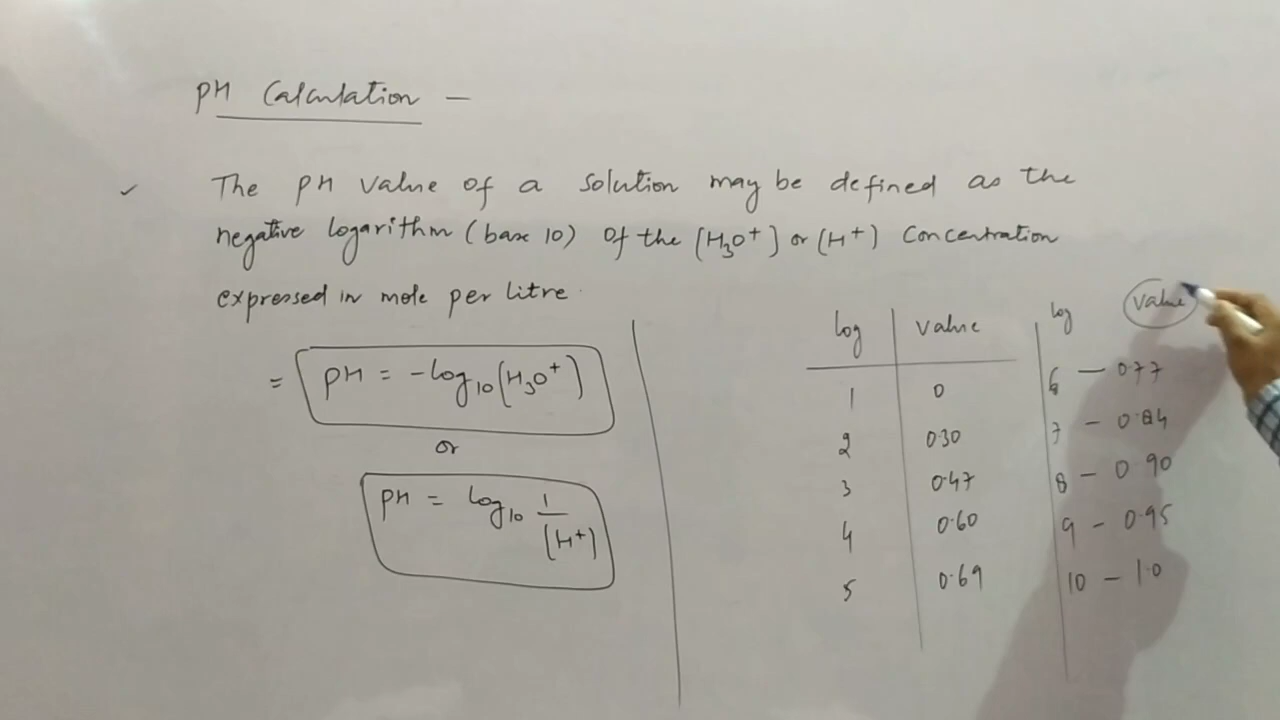 PH Calculation —
✓ The PH value of a solution may be defined as the
negative logarithm (base 10) of the [H₃O⁺] or [H⁺] Concentration
expressed in mole per litre.
= PH = -log₁₀[H₃O⁺]
or
PH = log₁₀ 1/[H⁺]
log value
1 0
2 0.30
3 0.47
4 0.60
5 0.69
log value
6 — 0.77
7 — 0.84
8 — 0.90
9 — 0.95
10 — 1.0